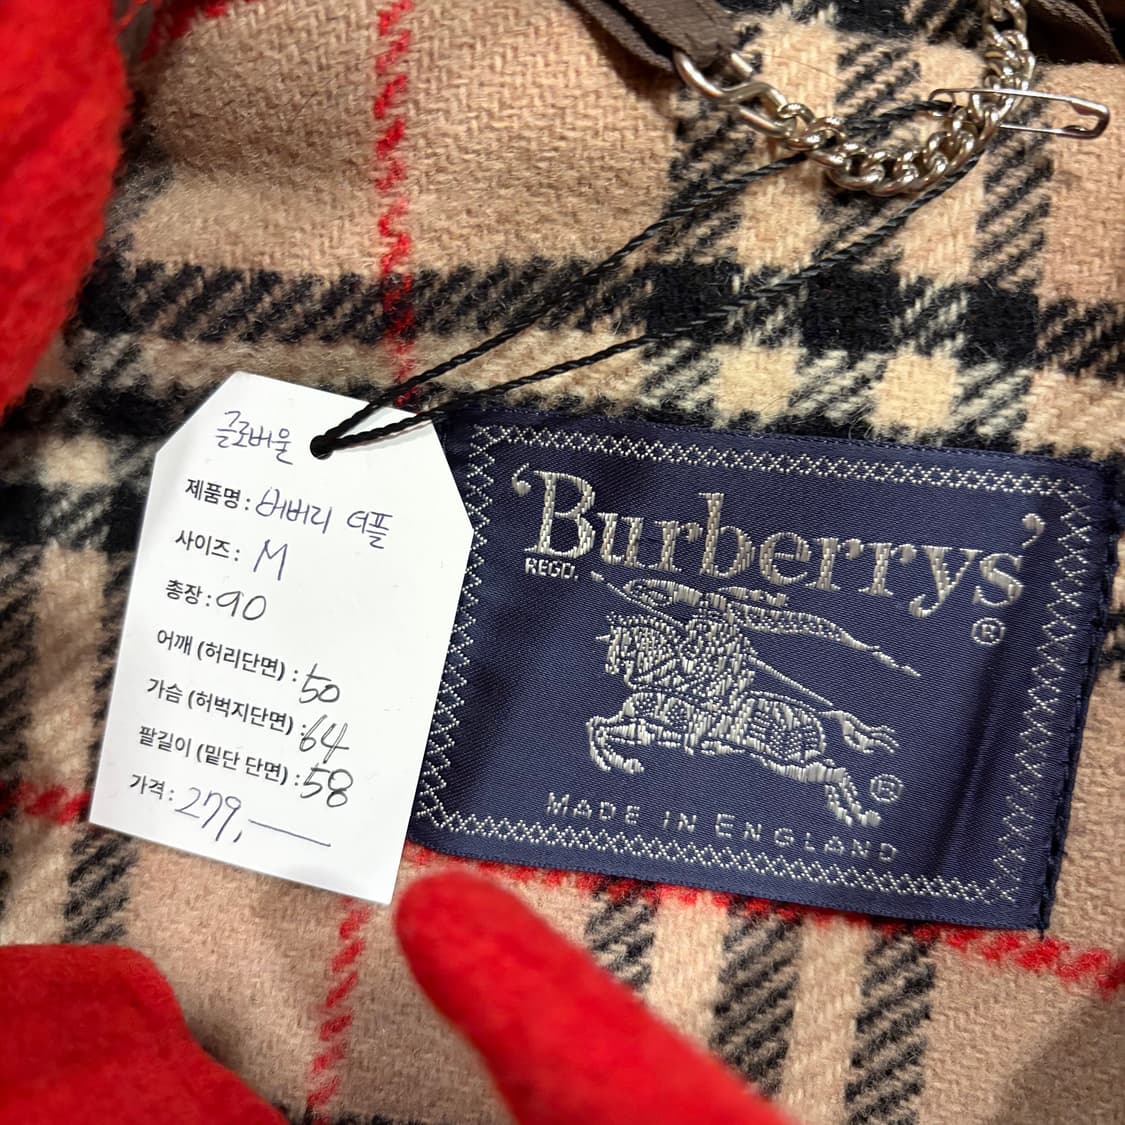 글로버울
제품명: 버버리 더플
사이즈: M
총장: 90
어깨 (허리단면) : 50
가슴 (허벅지단면) : 64
팔길이 (밑단 단면) : 58
가격: 279,
'Burberrys'
REGD.
®
®
MADE IN ENGLAND